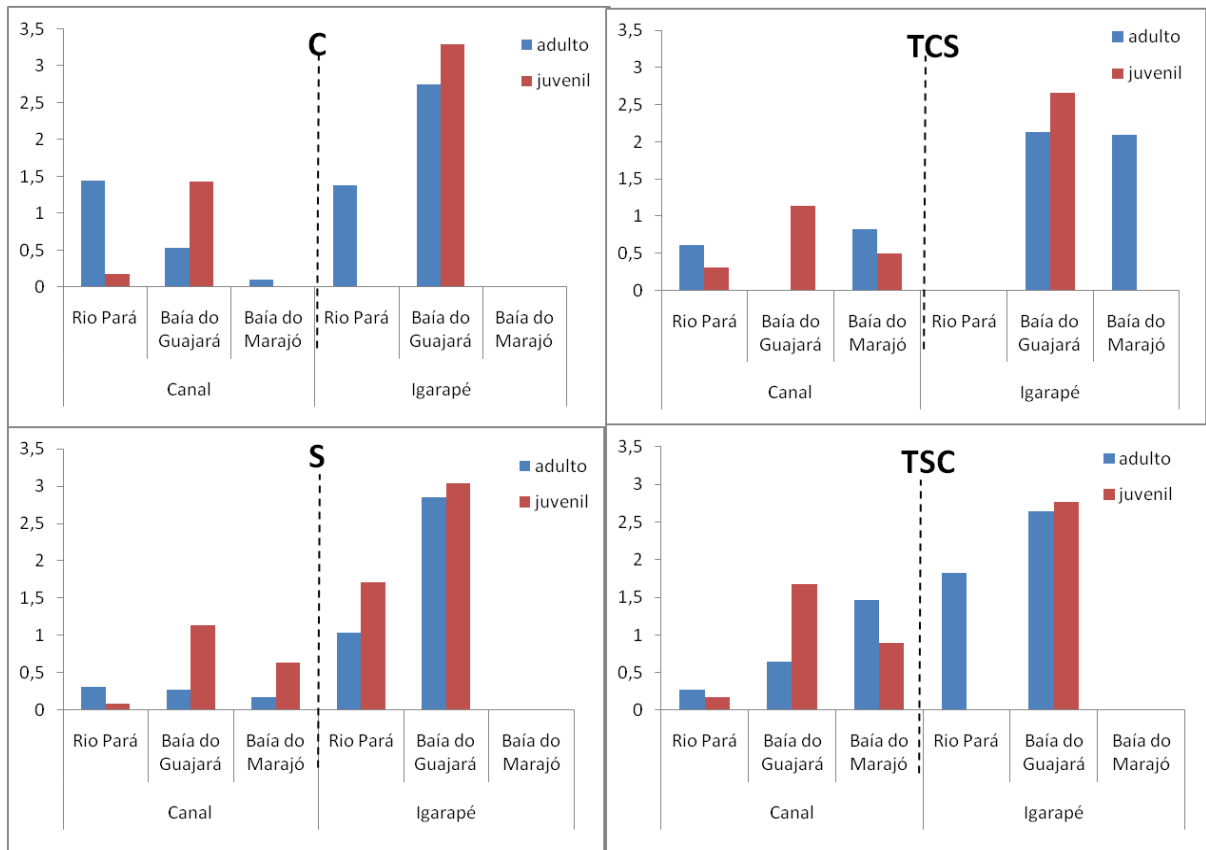 C
adulto
juvenil
3,5
3
2,5
2
1,5
1
0,5
0
Rio Pará
Baía do Guajará
Baía do Marajó
Rio Pará
Baía do Guajará
Baía do Marajó
Canal
Igarapé
TCS
adulto
juvenil
3,5
3
2,5
2
1,5
1
0,5
0
Rio Pará
Baía do Guajará
Baía do Marajó
Rio Pará
Baía do Guajará
Baía do Marajó
Canal
Igarapé
S
adulto
juvenil
3,5
3
2,5
2
1,5
1
0,5
0
Rio Pará
Baía do Guajará
Baía do Marajó
Rio Pará
Baía do Guajará
Baía do Marajó
Canal
Igarapé
TSC
adulto
juvenil
3,5
3
2,5
2
1,5
1
0,5
0
Rio Pará
Baía do Guajará
Baía do Marajó
Rio Pará
Baía do Guajará
Baía do Marajó
Canal
Igarapé